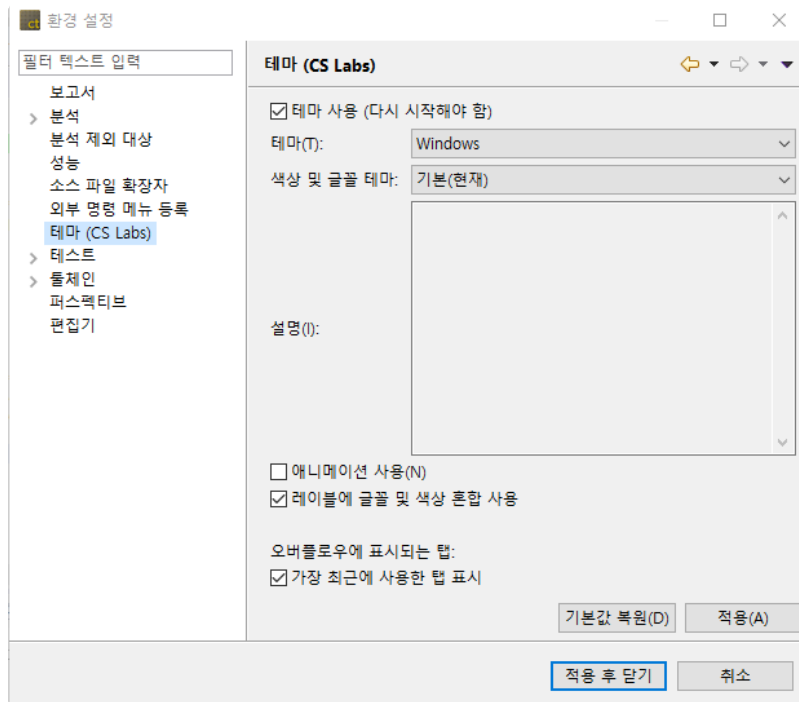 ct 환경 설정
필터 텍스트 입력
보고서
분석
분석 제외 대상
성능
소스 파일 확장자
외부 명령 메뉴 등록
테마 (CS Labs)
테스트
툴체인
퍼스펙티브
편집기
테마 (CS Labs)
테마 사용 (다시 시작해야 함)
테마(T): Windows
색상 및 글꼴 테마: 기본(현재)
설명(I):
애니메이션 사용(N)
레이블에 글꼴 및 색상 혼합 사용
오버플로우에 표시되는 탭:
가장 최근에 사용한 탭 표시
기본값 복원(D) 적용(A)
적용 후 닫기 취소